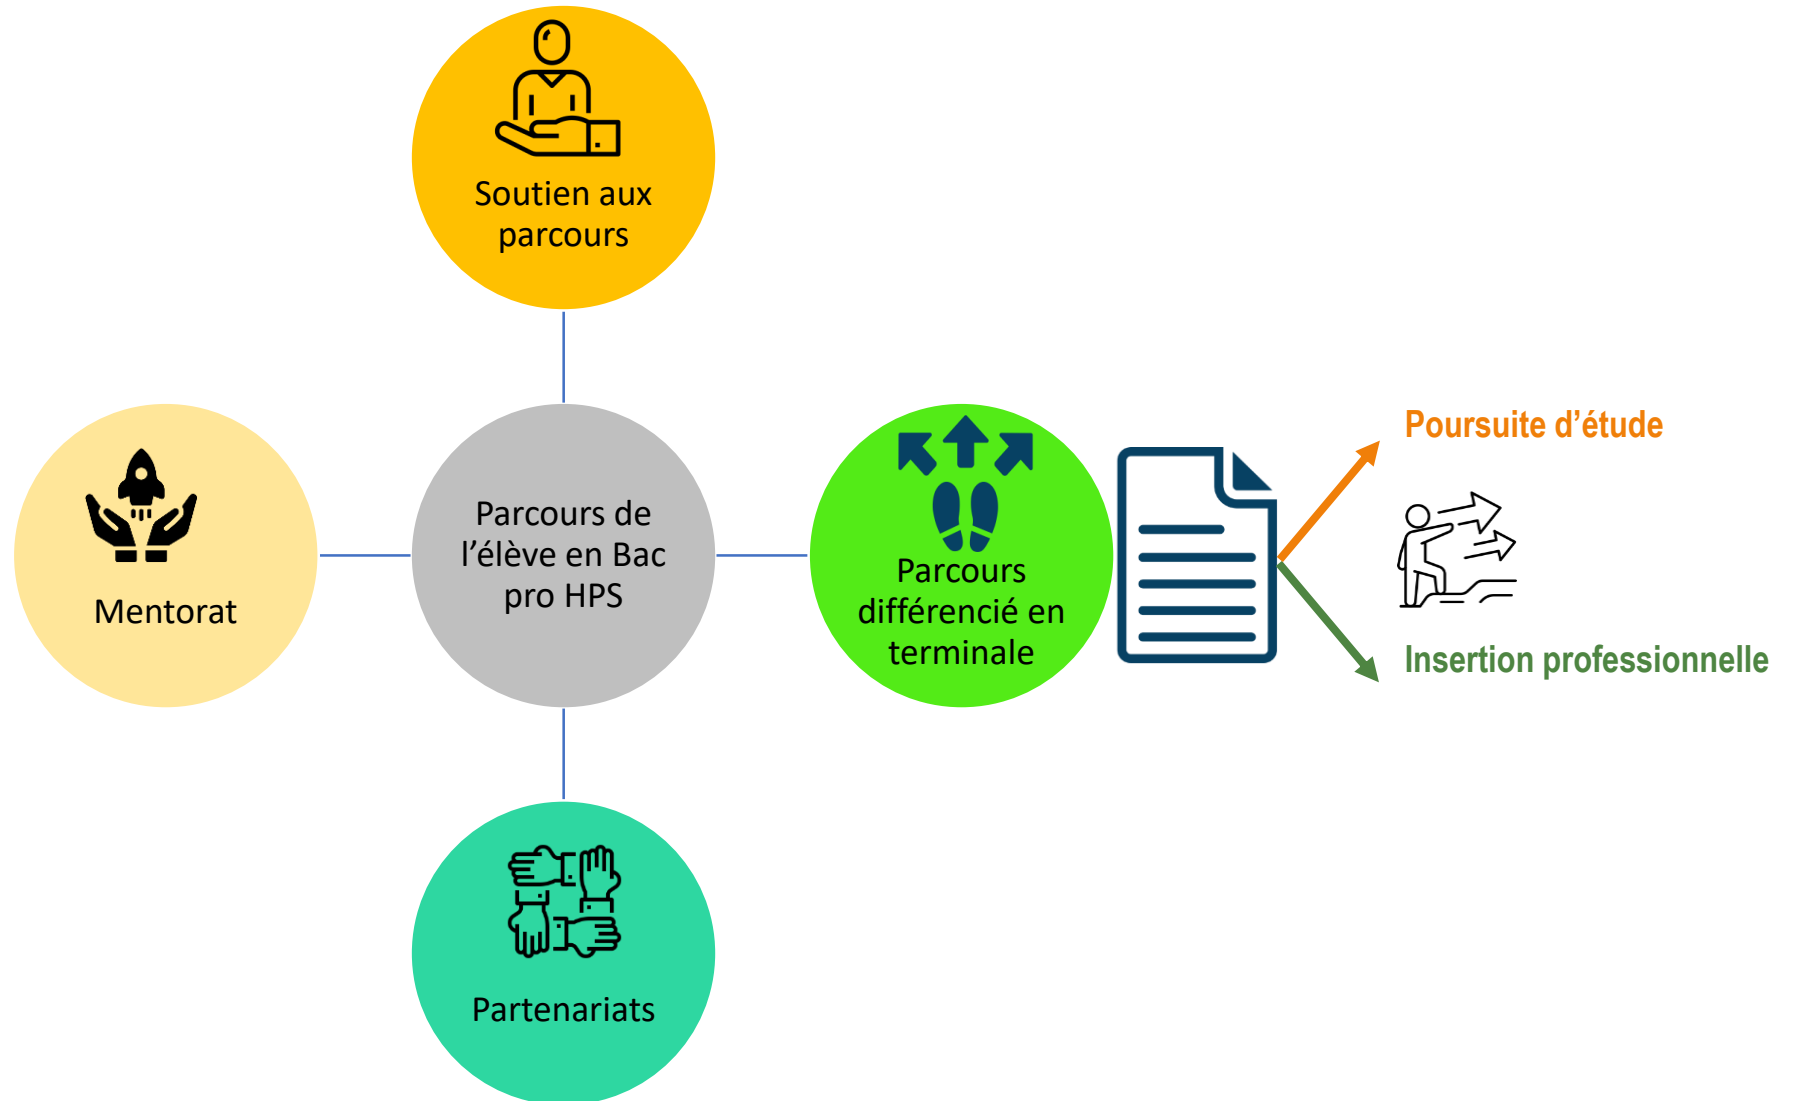 Soutien aux
parcours
Mentorat
Parcours de
l’élève en Bac
pro HPS
Parcours
différencié en
terminale
Poursuite d’étude
Insertion professionnelle
Partenariats